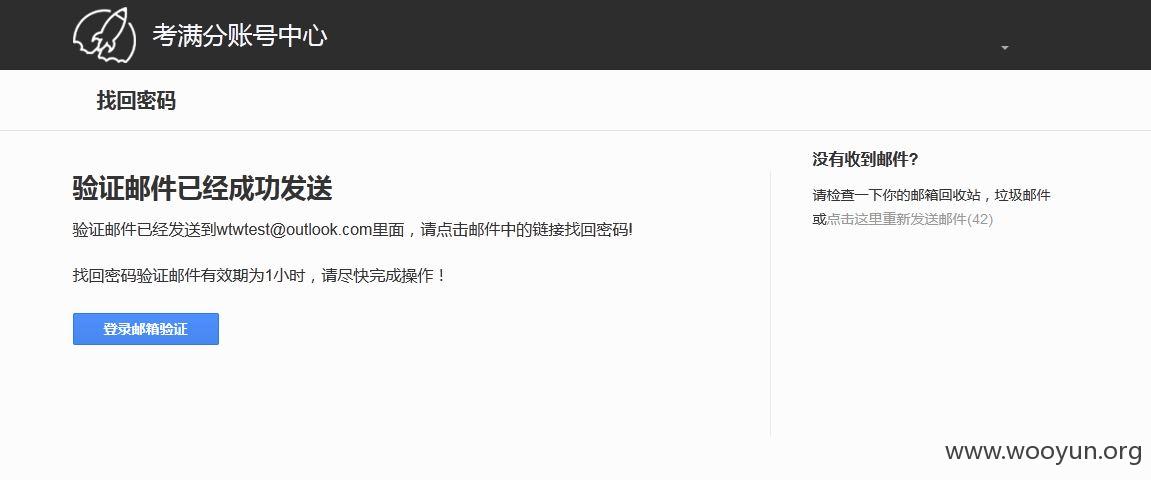 考满分账号中心
找回密码
验证邮件已经成功发送
验证邮件已经发送到wtwtest@outlook.com里面，请点击邮件中的链接找回密码!
找回密码验证邮件有效期为1小时，请尽快完成操作！
登录邮箱验证
没有收到邮件?
请检查一下你的邮箱回收站，垃圾邮件
或点击这里重新发送邮件(42)
www.wooyun.org